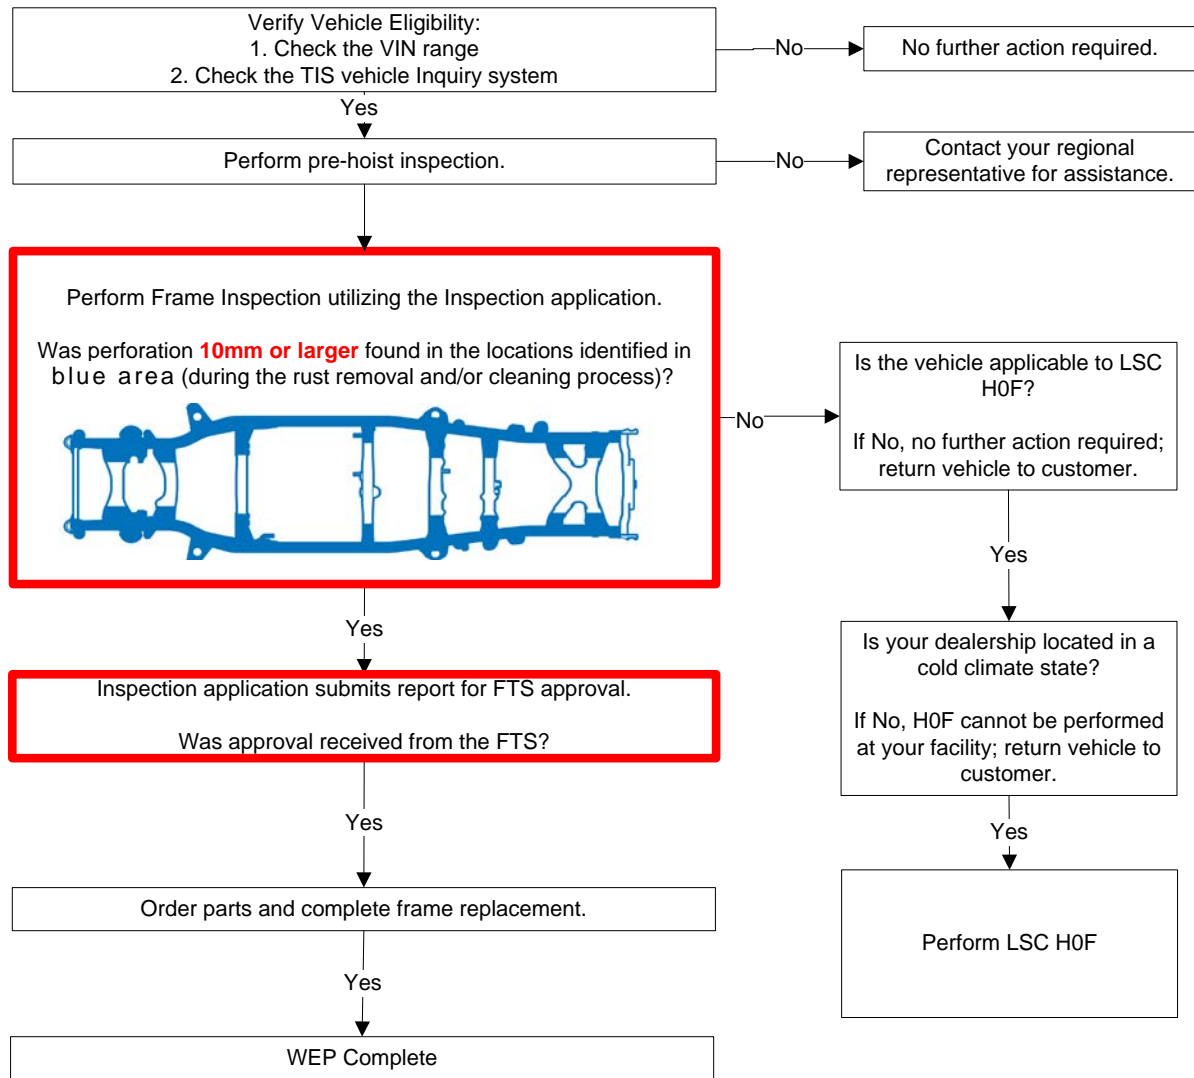 Verify Vehicle Eligibility:
1. Check the VIN range
2. Check the TIS vehicle Inquiry system
No
No further action required.
Yes
Perform pre-hoist inspection.
No
Contact your regional
representative for assistance.
Perform Frame Inspection utilizing the Inspection application.
Was perforation 10mm or larger found in the locations identified in
blue area (during the rust removal and/or cleaning process)?
No
Is the vehicle applicable to LSC
H0F?
If No, no further action required;
return vehicle to customer.
Yes
Yes
Is your dealership located in a
cold climate state?
If No, H0F cannot be performed
at your facility; return vehicle to
customer.
Inspection application submits report for FTS approval.
Was approval received from the FTS?
Yes
Yes
Order parts and complete frame replacement.
Perform LSC H0F
Yes
WEP Complete